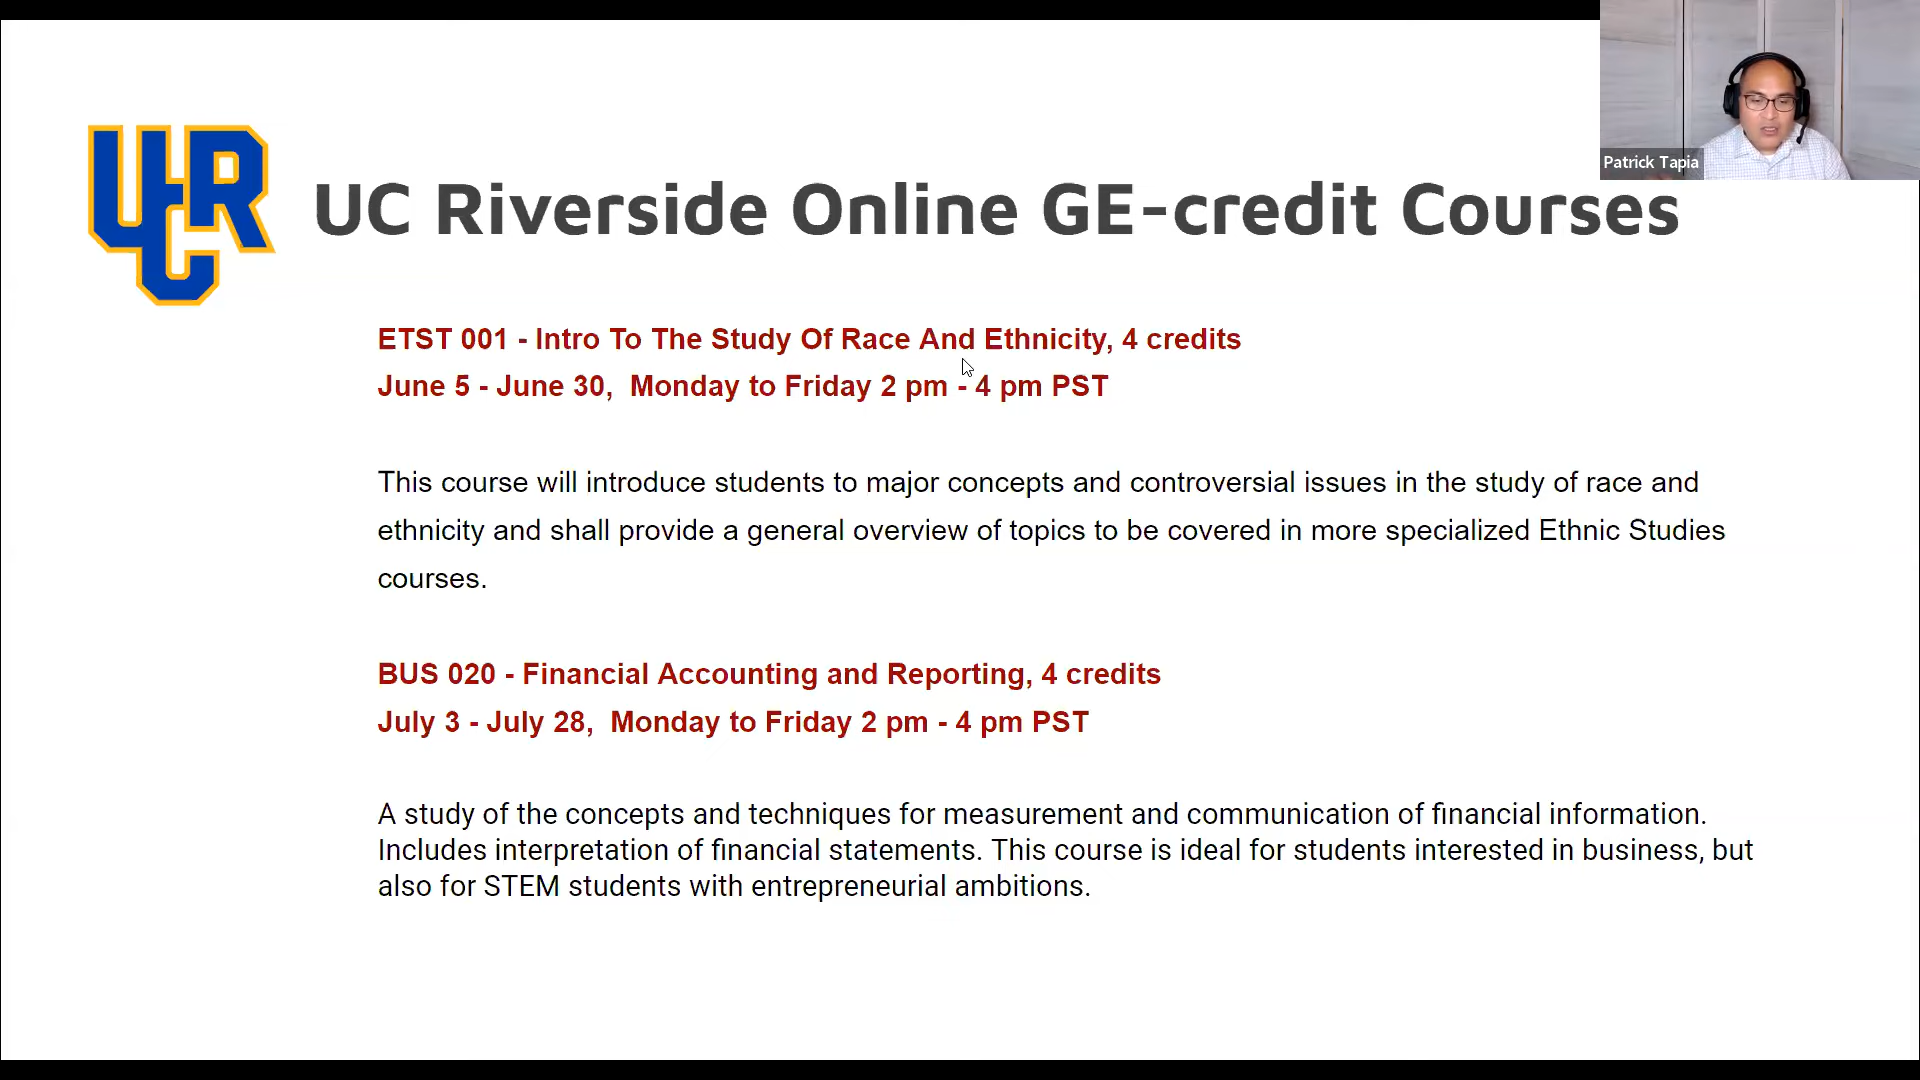 Patrick Tapia
UCR
UC Riverside Online GE-credit Courses
ETST 001 - Intro To The Study Of Race And Ethnicity, 4 credits
June 5 - June 30, Monday to Friday 2 pm - 4 pm PST
This course will introduce students to major concepts and controversial issues in the study of race and
ethnicity and shall provide a general overview of topics to be covered in more specialized Ethnic Studies
courses.
BUS 020 - Financial Accounting and Reporting, 4 credits
July 3 - July 28, Monday to Friday 2 pm - 4 pm PST
A study of the concepts and techniques for measurement and communication of financial information.
Includes interpretation of financial statements. This course is ideal for students interested in business, but
also for STEM students with entrepreneurial ambitions.